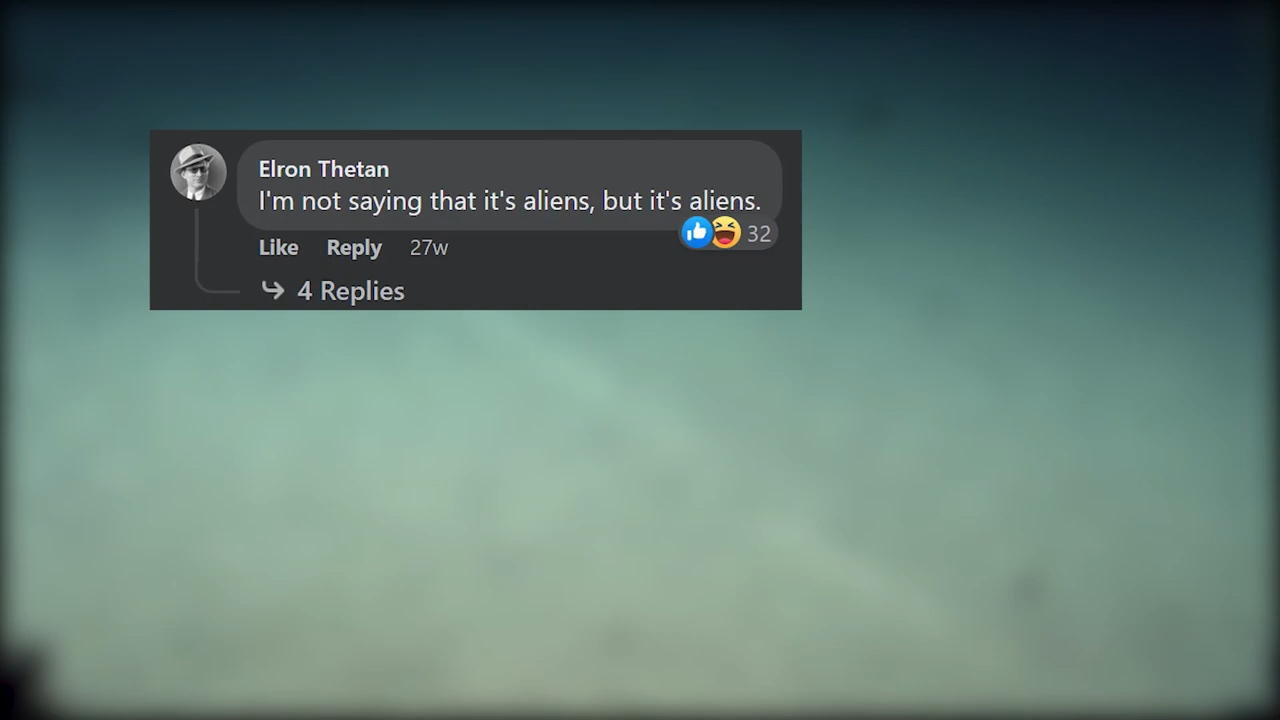 Elron Thetan
I'm not saying that it's aliens, but it's aliens.
32
Like Reply 27w
4 Replies